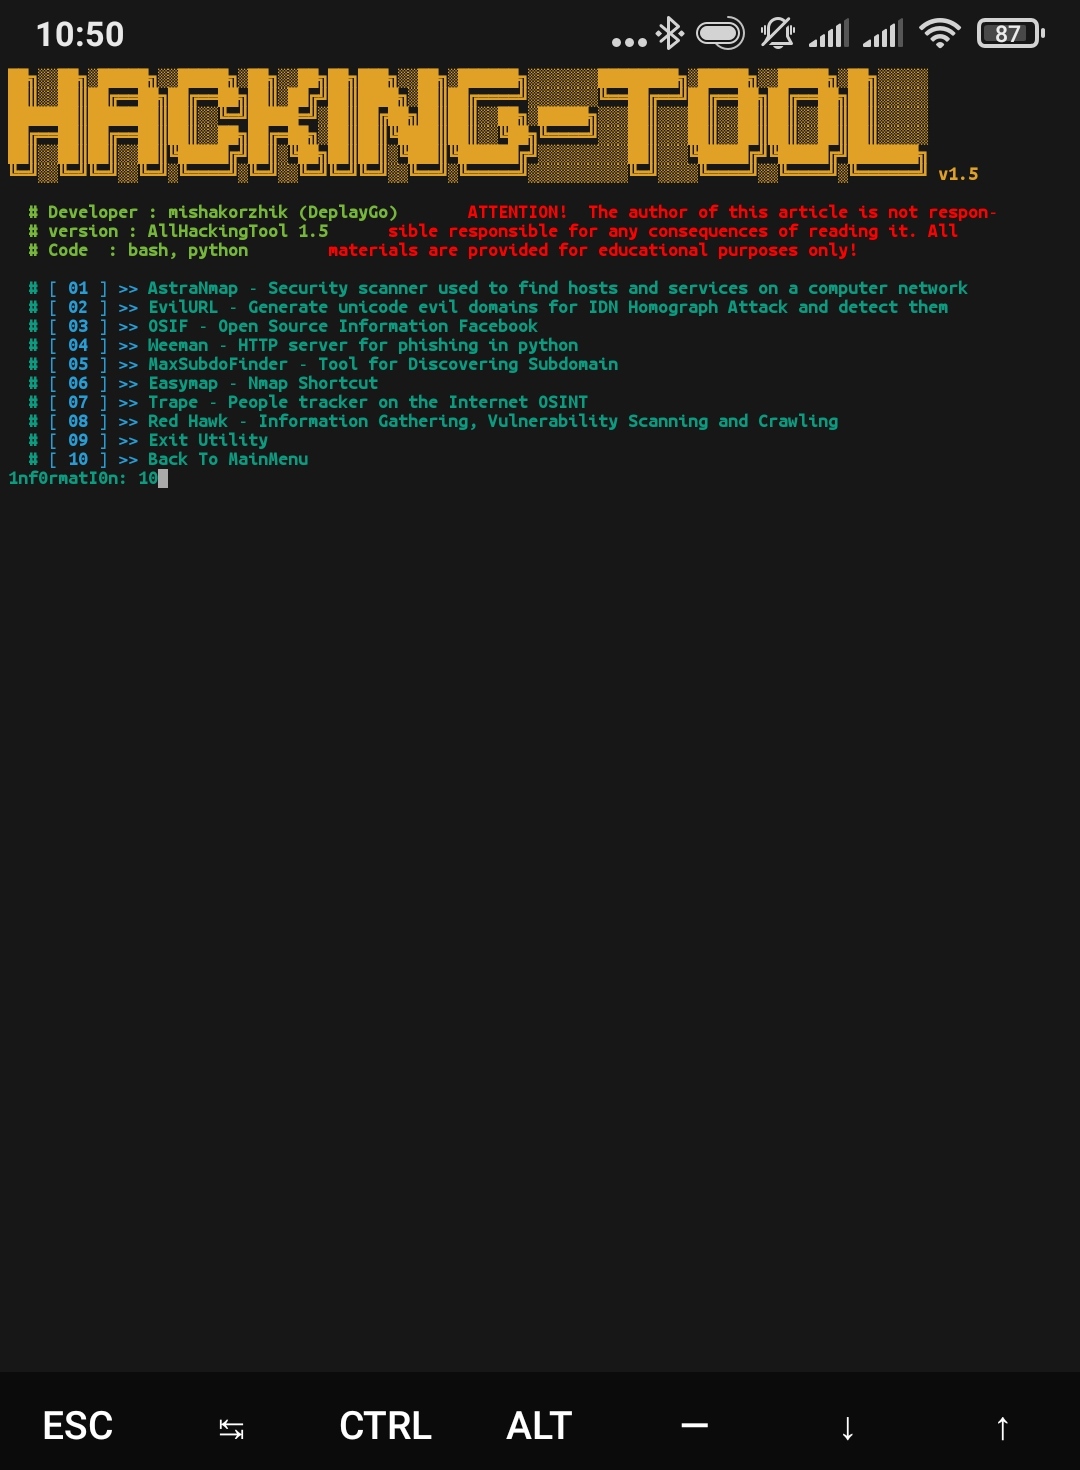 10:50
87
HACKING-TOOL
v1.5
# Developer : mishakorzhik (DeplayGo) ATTENTION! The author of this article is not respon-
# version : AllHackingTool 1.5 sible responsible for any consequences of reading it. All
# Code : bash, python materials are provided for educational purposes only!
# [ 01 ] >> AstraNmap - Security scanner used to find hosts and services on a computer network
# [ 02 ] >> EvilURL - Generate unicode evil domains for IDN Homograph Attack and detect them
# [ 03 ] >> OSIF - Open Source Information Facebook
# [ 04 ] >> Weeman - HTTP server for phishing in python
# [ 05 ] >> MaxSubdoFinder - Tool for Discovering Subdomain
# [ 06 ] >> Easymap - Nmap Shortcut
# [ 07 ] >> Trape - People tracker on the Internet OSINT
# [ 08 ] >> Red Hawk - Information Gathering, Vulnerability Scanning and Crawling
# [ 09 ] >> Exit Utility
# [ 10 ] >> Back To MainMenu
1nf0rmatI0n: 10
ESC ↹ CTRL ALT — ↓ ↑